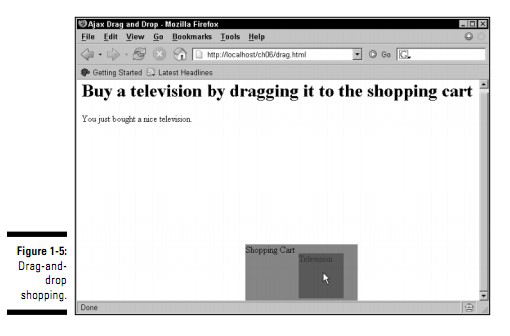 Ajax Drag and Drop - Mozilla Firefox
File Edit View Go Bookmarks Tools Help
http://localhost/ch06/drag.html
Go
G,
Getting Started
Latest Headlines
Buy a television by dragging it to the shopping cart
You just bought a nice television.
Shopping Cart
Television
Done
Figure 1-5:
Drag-and-
drop
shopping.